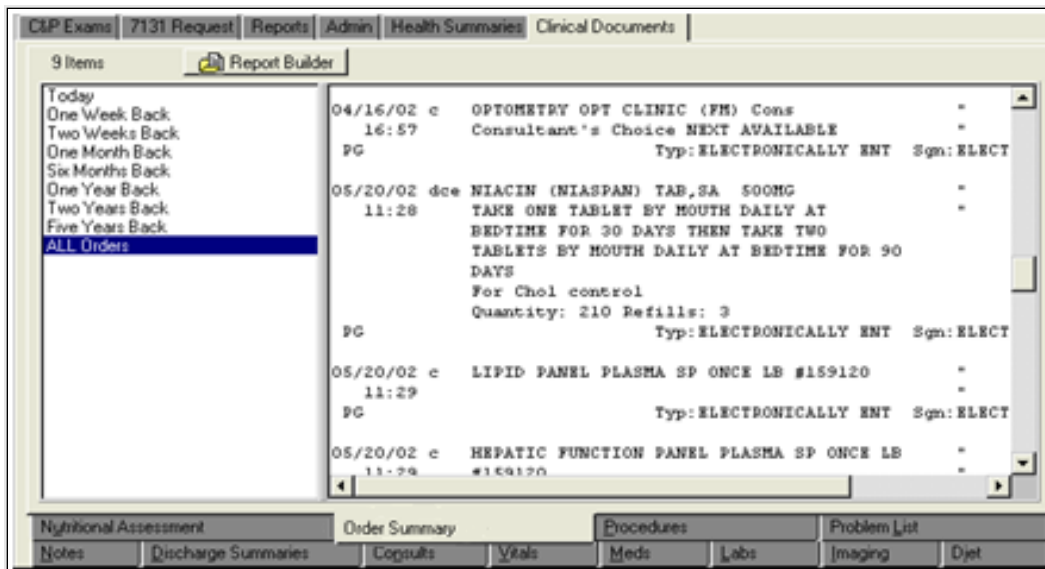 C&P Exams 7131 Request Reports Admin Health Summaries Clinical Documents
9 Items Report Builder
Today
One Week Back
Two Weeks Back
One Month Back
Six Months Back
One Year Back
Two Years Back
Five Years Back
ALL Orders
04/16/02 c OPTOMETRY OPT CLINIC (FM) Cons "
16:57 Consultant's Choice NEXT AVAILABLE "
PG Typ:ELECTRONICALLY ENT Sgn:ELECT
05/20/02 dce NIACIN (NIASPAN) TAB,SA 500MG "
11:28 TAKE ONE TABLET BY MOUTH DAILY AT "
BEDTIME FOR 30 DAYS THEN TAKE TWO
TABLETS BY MOUTH DAILY AT BEDTIME FOR 90
DAYS
For Chol control
Quantity: 210 Refills: 3
PG Typ:ELECTRONICALLY ENT Sgn:ELECT
05/20/02 c LIPID PANEL PLASMA SP ONCE LB #159120 "
11:29 "
PG Typ:ELECTRONICALLY ENT Sgn:ELECT
05/20/02 c HEPATIC FUNCTION PANEL PLASMA SP ONCE LB "
11:29 #159120 "
Nutritional Assessment Order Summary Procedures Problem List
Notes Discharge Summaries Consults Vitals Meds Labs Imaging Diet